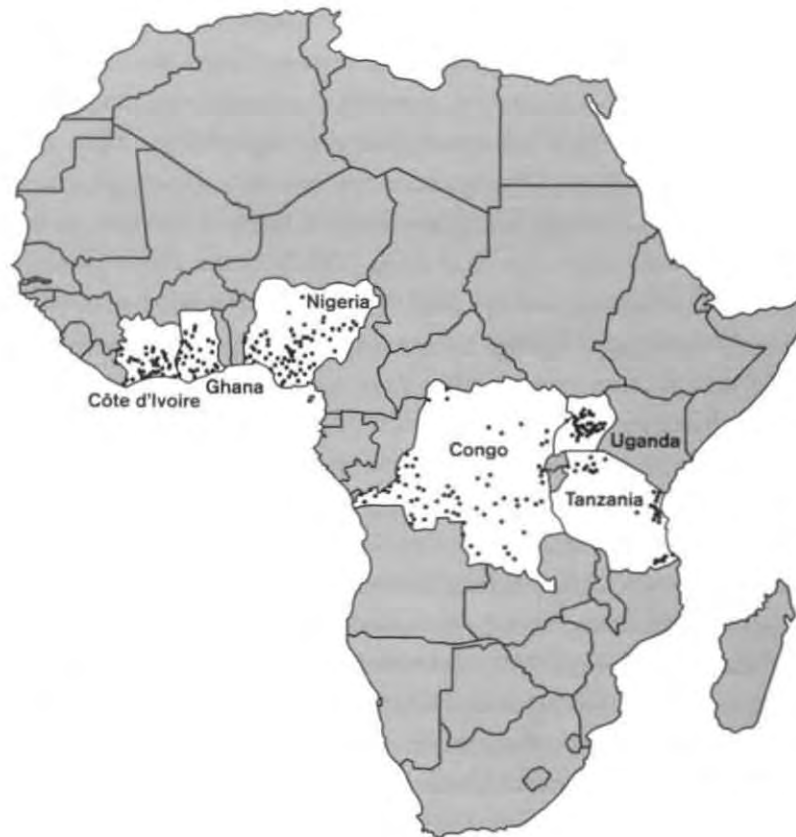 Nigeria
Côte d'Ivoire
Ghana
Congo
Uganda
Tanzania